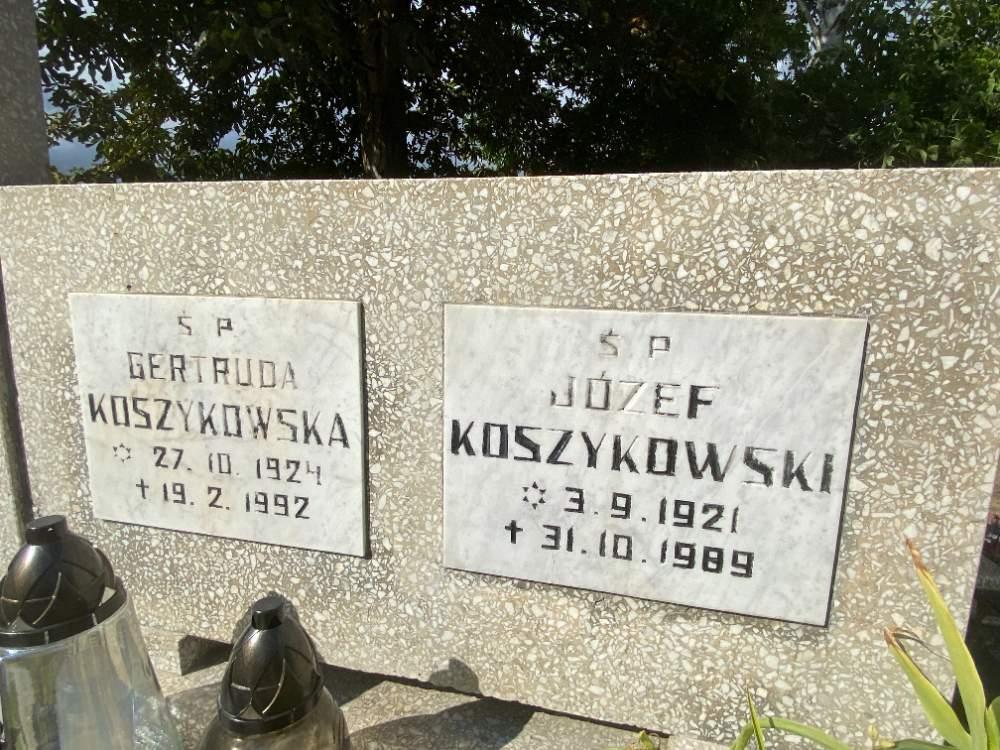 Ś P
GERTRUDA
KOSZYKOWSKA
✡ 27. 10. 1924
✝ 19. 2. 1992
Ś P
JÓZEF
KOSZYKOWSKI
✡ 3.9.1921
✝ 31.10.1989